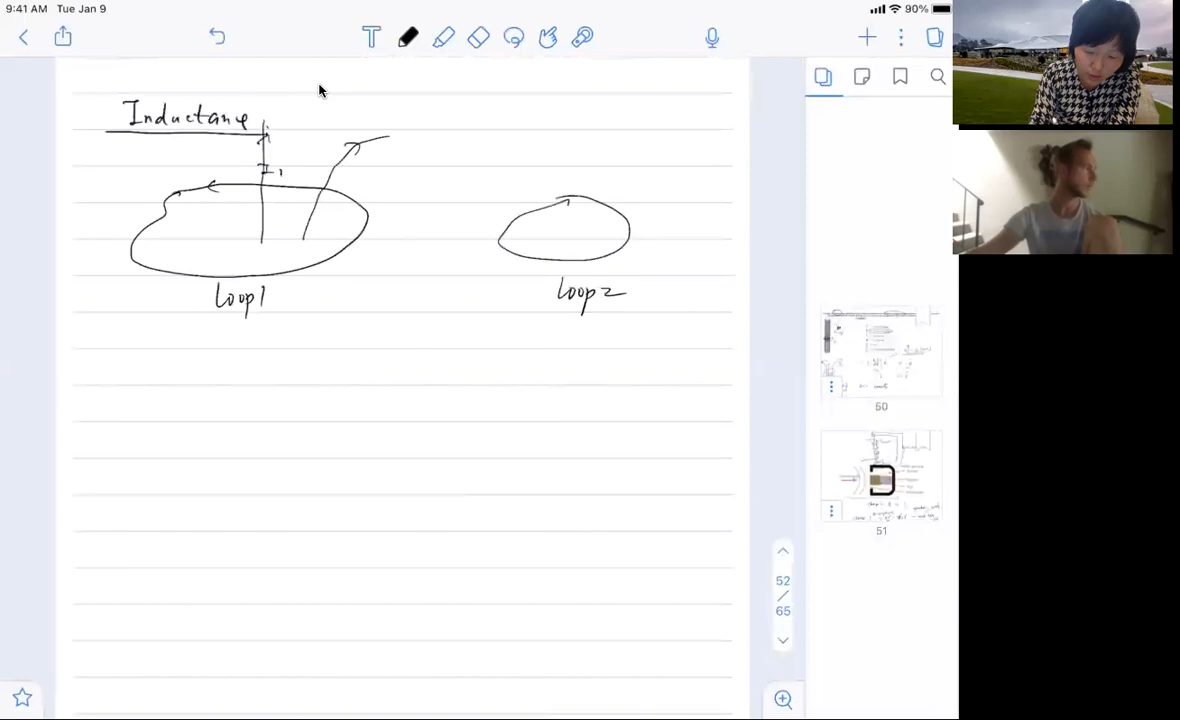 9:41 AM Tue Jan 9
90%
Inductance
I₁
Loop1
Loop2
50
51
52
/
65